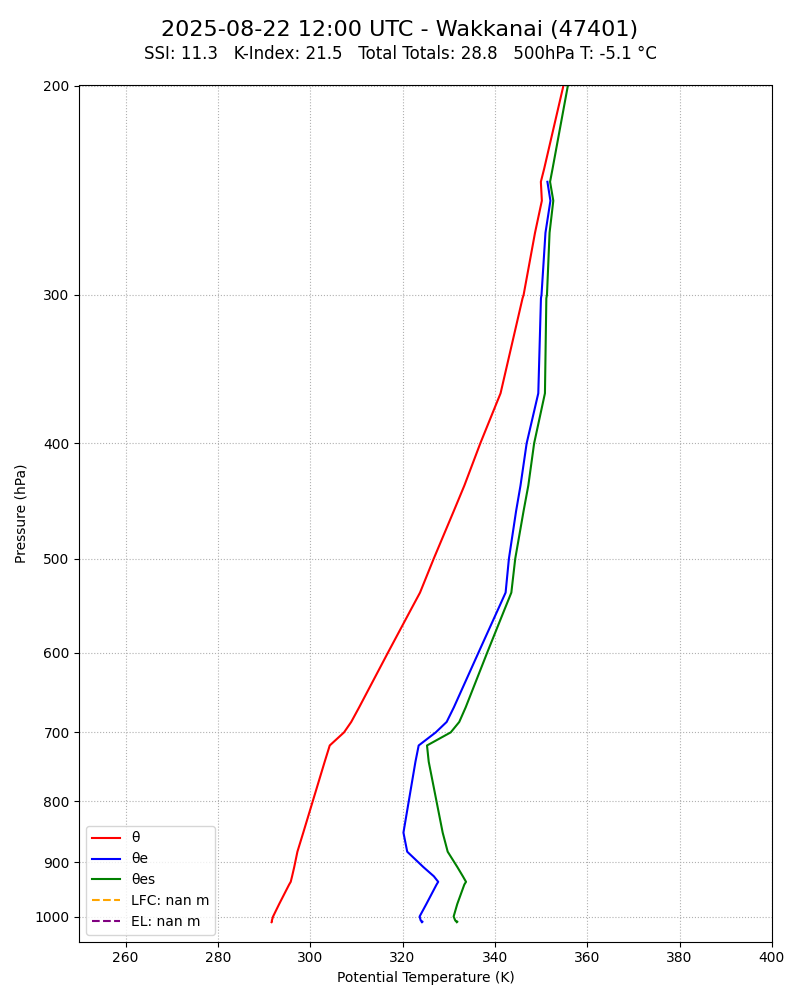 2025-08-22 12:00 UTC - Wakkanai (47401)
SSI: 11.3   K-Index: 21.5   Total Totals: 28.8   500hPa T: -5.1 °C
200
300
400
500
600
700
800
900
1000
Pressure (hPa)
θ
θe
θes
LFC: nan m
EL: nan m
260 280 300 320 340 360 380 400
Potential Temperature (K)